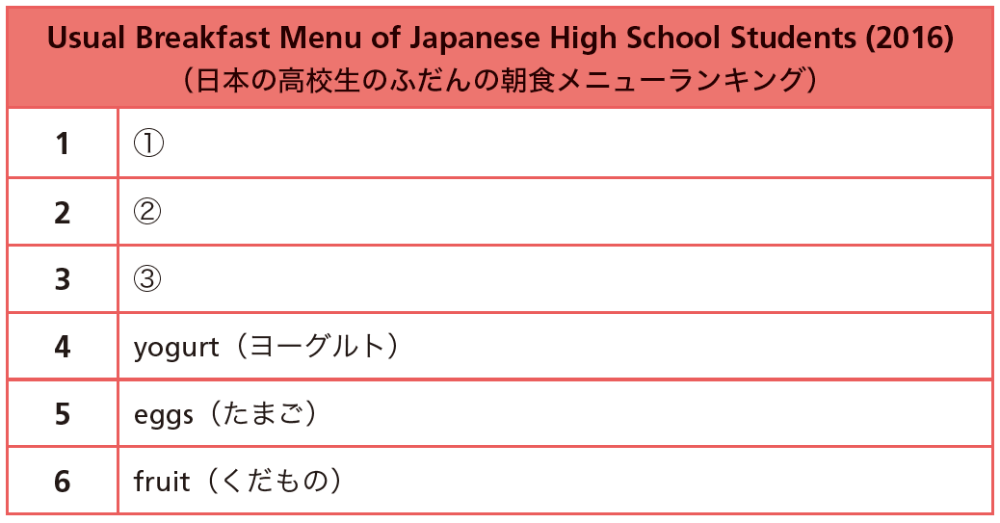 Usual Breakfast Menu of Japanese High School Students (2016)
（日本の高校生のふだんの朝食メニューランキング）
1 ①
2 ②
3 ③
4 yogurt（ヨーグルト）
5 eggs（たまご）
6 fruit（くだもの）